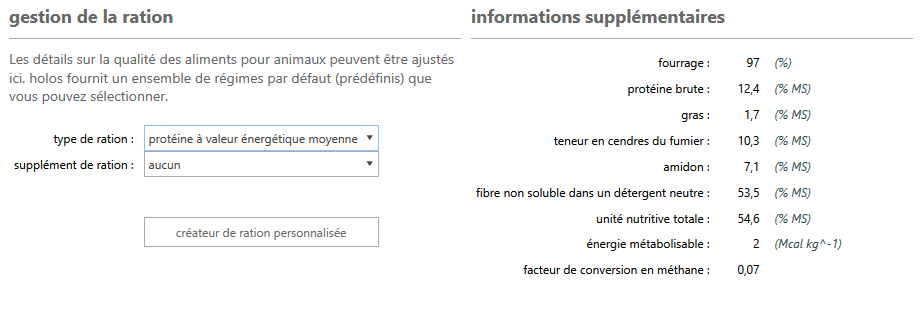 gestion de la ration
Les détails sur la qualité des aliments pour animaux peuvent être ajustés
ici. holos fournit un ensemble de régimes par défaut (prédéfinis) que
vous pouvez sélectionner.
type de ration : protéine à valeur énergétique moyenne
supplément de ration : aucun
créateur de ration personnalisée
informations supplémentaires
fourrage : 97 (%)
protéine brute : 12,4 (% MS)
gras : 1,7 (% MS)
teneur en cendres du fumier : 10,3 (% MS)
amidon : 7,1 (% MS)
fibre non soluble dans un détergent neutre : 53,5 (% MS)
unité nutritive totale : 54,6 (% MS)
énergie métabolisable : 2 (Mcal kg^-1)
facteur de conversion en méthane : 0,07